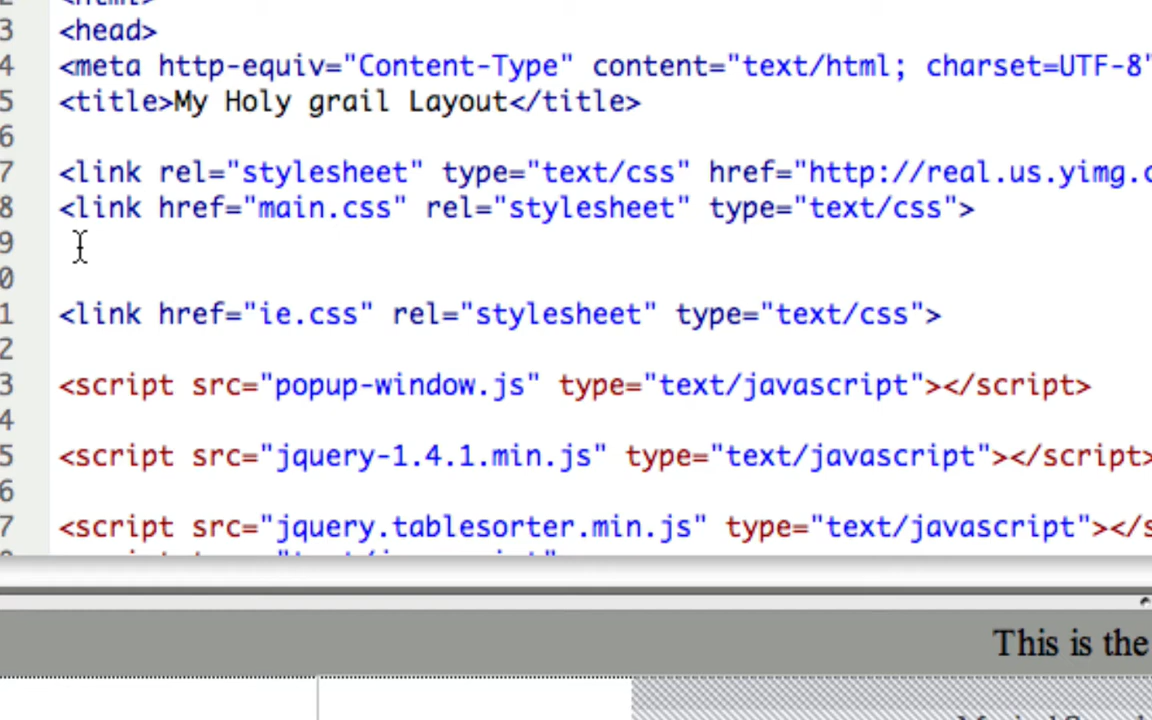 2 <html>
3 <head>
4 <meta http-equiv="Content-Type" content="text/html; charset=UTF-8"
5 <title>My Holy grail Layout</title>
6
7 <link rel="stylesheet" type="text/css" href="http://real.us.yimg.c
8 <link href="main.css" rel="stylesheet" type="text/css">
9
0
1 <link href="ie.css" rel="stylesheet" type="text/css">
2
3 <script src="popup-window.js" type="text/javascript"></script>
4
5 <script src="jquery-1.4.1.min.js" type="text/javascript"></script>
6
7 <script src="jquery.tablesorter.min.js" type="text/javascript"></s
This is the